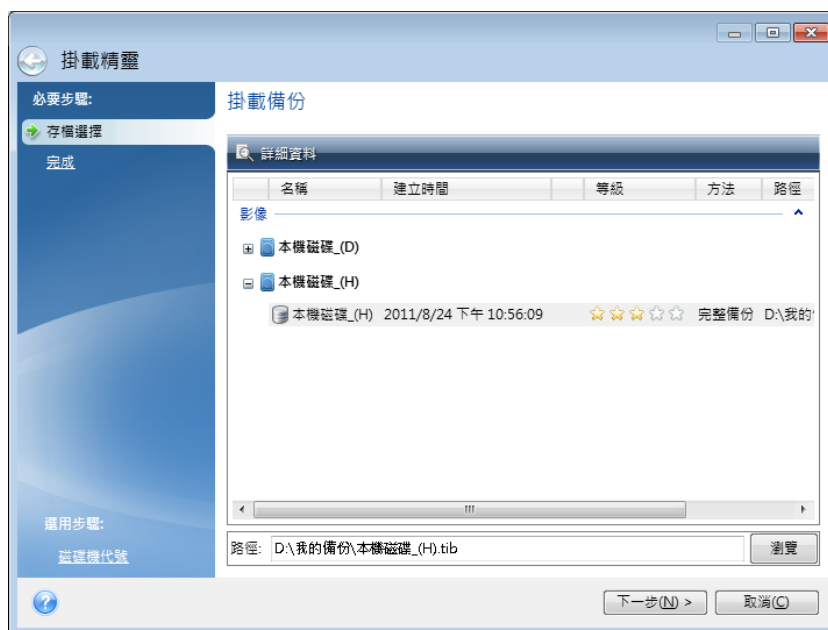 掛載精靈
必要步驟:
存檔選擇
完成
選用步驟:
磁碟機代號
掛載備份
詳細資料
名稱 建立時間 等級 方法 路徑
影像
本機磁碟_(D)
本機磁碟_(H)
本機磁碟_(H) 2011/8/24 下午 10:56:09 完整備份 D:\我的
路徑: D:\我的備份\本機磁碟_(H).tib 瀏覽
下一步(N) > 取消(C)